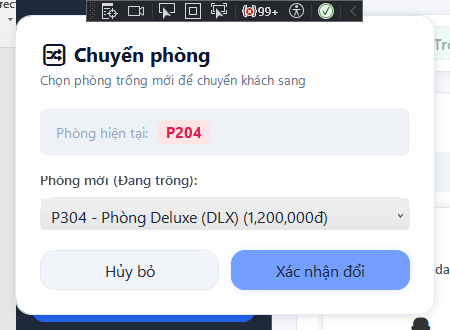 99+
Chuyển phòng
Chọn phòng trống mới để chuyển khách sang
Phòng hiện tại: P204
Phòng mới (Đang trống):
P304 - Phòng Deluxe (DLX) (1,200,000đ)
Hủy bỏ
Xác nhận đổi